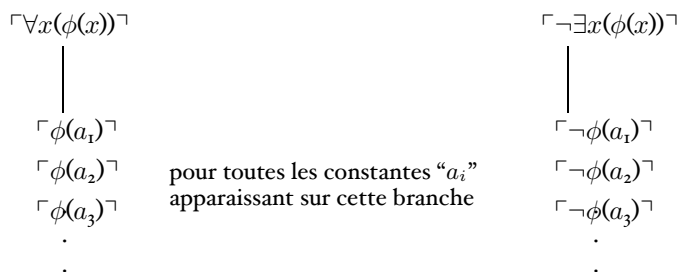 ⌜∀x(ϕ(x))⌝ ⌜¬∃x(ϕ(x))⌝
⌜ϕ(a₁)⌝ ⌜¬ϕ(a₁)⌝
⌜ϕ(a₂)⌝ pour toutes les constantes “aᵢ” ⌜¬ϕ(a₂)⌝
⌜ϕ(a₃)⌝ apparaissant sur cette branche ⌜¬ϕ(a₃)⌝
. .
. .